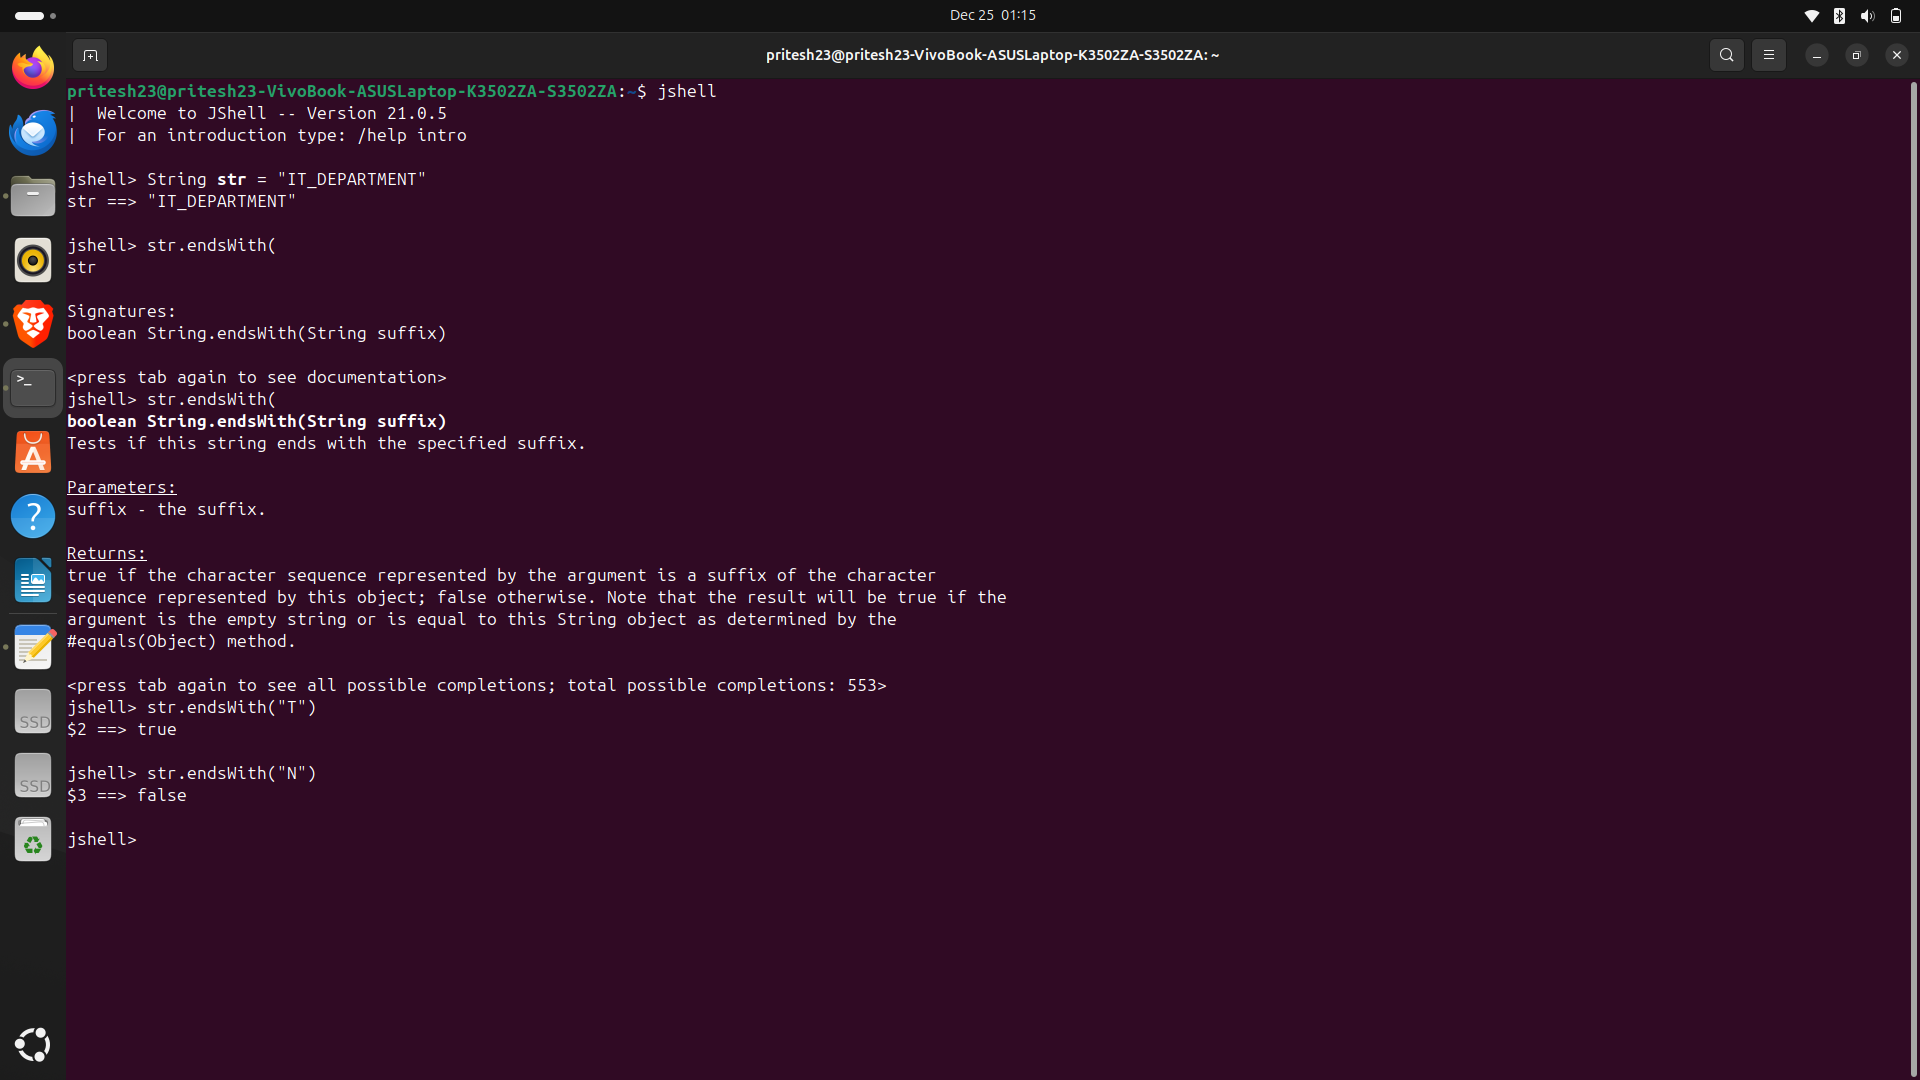 Dec 25 01:15
pritesh23@pritesh23-VivoBook-ASUSLaptop-K3502ZA-S3502ZA: ~
pritesh23@pritesh23-VivoBook-ASUSLaptop-K3502ZA-S3502ZA:~$ jshell
|  Welcome to JShell -- Version 21.0.5
|  For an introduction type: /help intro
jshell> String str = "IT_DEPARTMENT"
str ==> "IT_DEPARTMENT"
jshell> str.endsWith(
str
Signatures:
boolean String.endsWith(String suffix)
<press tab again to see documentation>
jshell> str.endsWith(
boolean String.endsWith(String suffix)
Tests if this string ends with the specified suffix.
Parameters:
suffix - the suffix.
Returns:
true if the character sequence represented by the argument is a suffix of the character
sequence represented by this object; false otherwise. Note that the result will be true if the
argument is the empty string or is equal to this String object as determined by the
#equals(Object) method.
<press tab again to see all possible completions; total possible completions: 553>
jshell> str.endsWith("T")
$2 ==> true
jshell> str.endsWith("N")
$3 ==> false
jshell>
>_
?
SSD
SSD